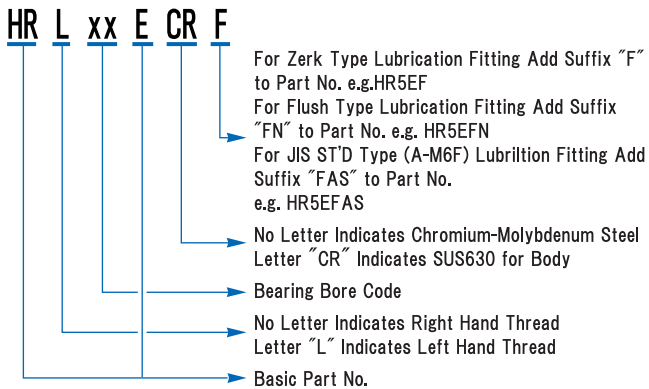 HR L xx E CR F
For Zerk Type Lubrication Fitting Add Suffix ″F″
to Part No. e.g.HR5EF
For Flush Type Lubrication Fitting Add Suffix
″FN″ to Part No. e.g. HR5EFN
For JIS ST'D Type (A-M6F) Lubriltion Fitting Add
Suffix ″FAS″ to Part No.
e.g. HR5EFAS
No Letter Indicates Chromium-Molybdenum Steel
Letter ″CR″ Indicates SUS630 for Body
Bearing Bore Code
No Letter Indicates Right Hand Thread
Letter ″L″ Indicates Left Hand Thread
Basic Part No.